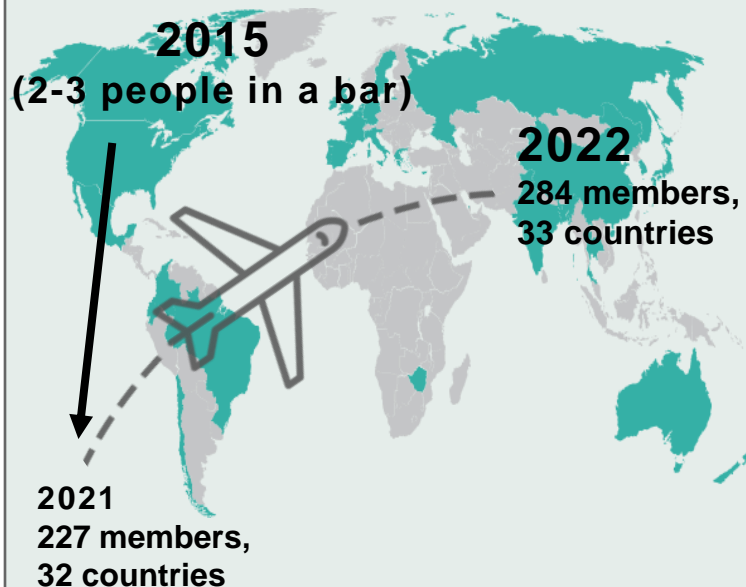 2015
(2-3 people in a bar)
2022
284 members,
33 countries
2021
227 members,
32 countries